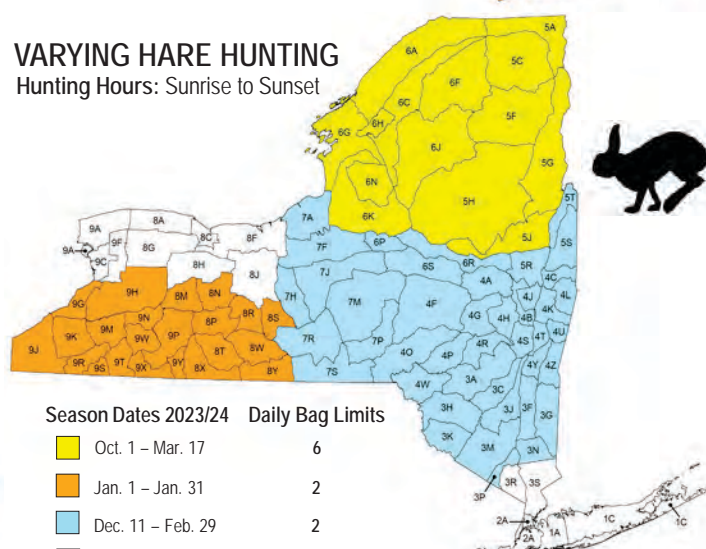 VARYING HARE HUNTING
Hunting Hours: Sunrise to Sunset
5A
6A
5C
6F
6C
5F
6H
6G
6J
5G
6N
5H
6K
5J
5T
5S
9A
8A
7A
9F
8C
8F
6P
9A
8G
7F
9C
8H
6S
6R
5R
8J
7J
4A
4C
9H
8M
8N
7H
4J
4L
9G
7M
4F
4K
9N
8P
8R
8S
4G
4H
4B
9M
9K
9W
9P
7R
7P
4R
4S
4T
4U
9J
8T
8W
4O
4P
4Y
4Z
9R
9S
9T
9X
9Y
8X
8Y
7S
4W
3A
3C
3H
3J
3F
3G
3K
3M
3N
3P
3R
3S
2A
2A
1A
1C
1C
Season Dates 2023/24 Daily Bag Limits
Oct. 1 – Mar. 17 6
Jan. 1 – Jan. 31 2
Dec. 11 – Feb. 29 2